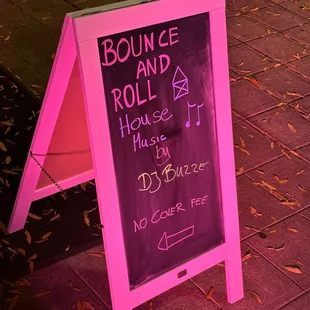 BOUNCE
AND
ROLL
House
Music
by
DJ BUZZE
NO COVER FEE